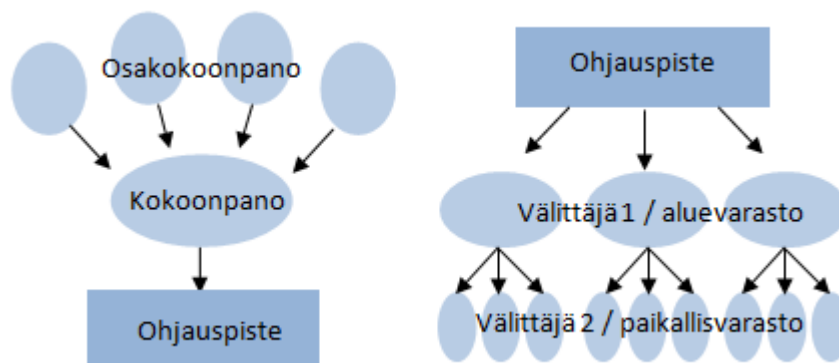 Osakokoonpano
Kokoonpano
Ohjauspiste
Ohjauspiste
Välittäjä 1 / aluevarasto
Välittäjä 2 / paikallisvarasto